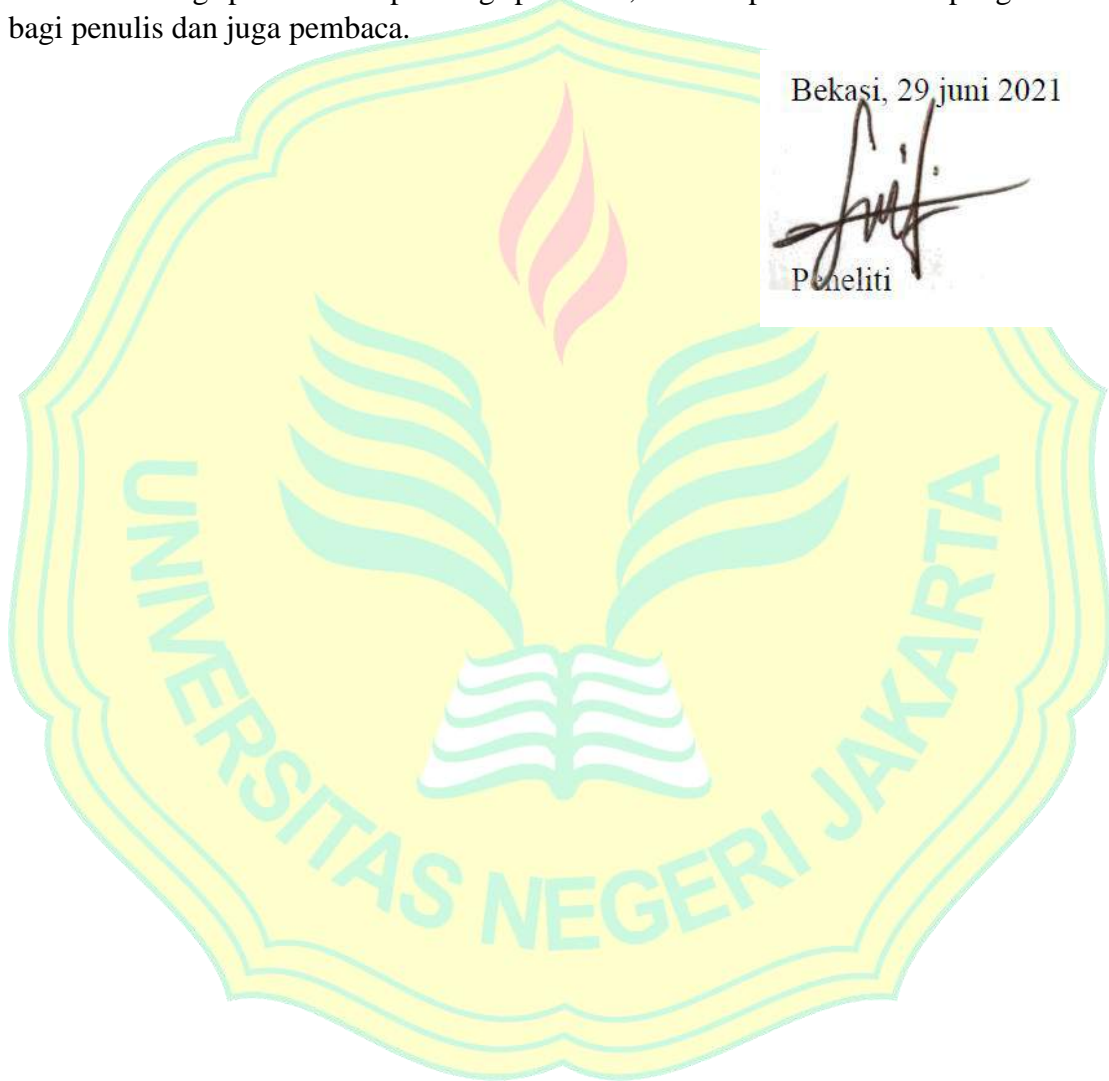 bagi penulis dan juga pembaca.
Bekasi, 29 juni 2021
Peneliti
UNIVERSITAS NEGERI JAKARTA